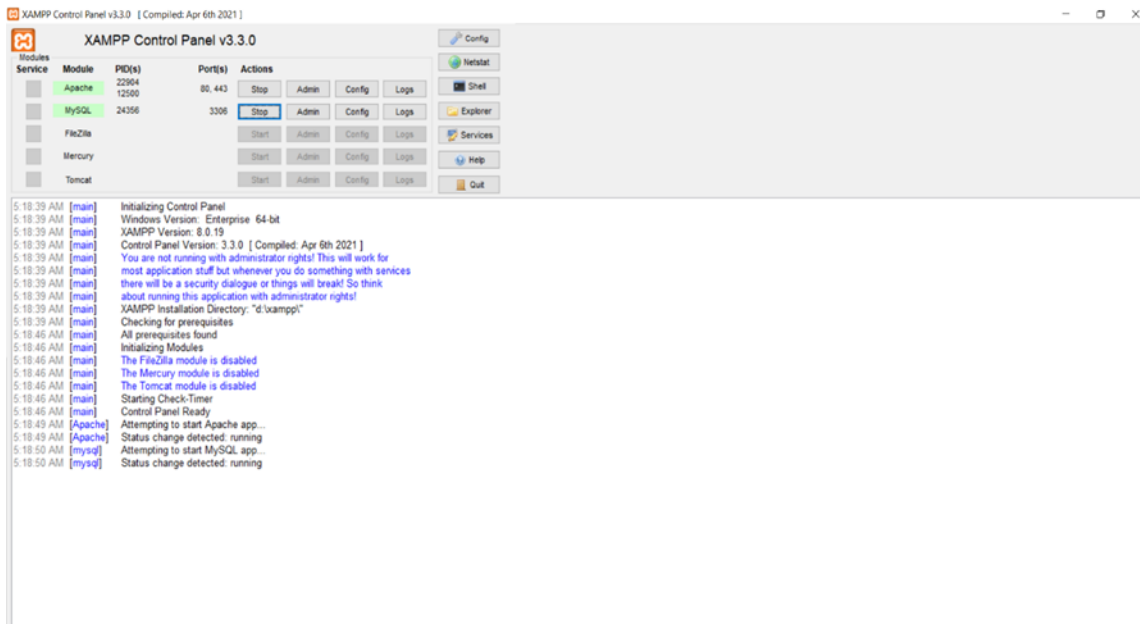 XAMPP Control Panel v3.3.0 [ Compiled: Apr 6th 2021 ]
XAMPP Control Panel v3.3.0
Config
Modules
Service Module PID(s) Port(s) Actions
Netstat
Apache 22904 12500 80, 443 Stop Admin Config Logs
Shell
MySQL 24356 3306 Stop Admin Config Logs
Explorer
FileZilla Start Admin Config Logs
Services
Mercury Start Admin Config Logs
Help
Tomcat Start Admin Config Logs
Quit
5:18:39 AM [main] Initializing Control Panel
5:18:39 AM [main] Windows Version: Enterprise 64-bit
5:18:39 AM [main] XAMPP Version: 8.0.19
5:18:39 AM [main] Control Panel Version: 3.3.0 [ Compiled: Apr 6th 2021 ]
5:18:39 AM [main] You are not running with administrator rights! This will work for
5:18:39 AM [main] most application stuff but whenever you do something with services
5:18:39 AM [main] there will be a security dialogue or things will break! So think
5:18:39 AM [main] about running this application with administrator rights!
5:18:39 AM [main] XAMPP Installation Directory: "d:\xampp\"
5:18:39 AM [main] Checking for prerequisites
5:18:46 AM [main] All prerequisites found
5:18:46 AM [main] Initializing Modules
5:18:46 AM [main] The FileZilla module is disabled
5:18:46 AM [main] The Mercury module is disabled
5:18:46 AM [main] The Tomcat module is disabled
5:18:46 AM [main] Starting Check-Timer
5:18:46 AM [main] Control Panel Ready
5:18:49 AM [Apache] Attempting to start Apache app...
5:18:49 AM [Apache] Status change detected: running
5:18:50 AM [mysql] Attempting to start MySQL app...
5:18:50 AM [mysql] Status change detected: running